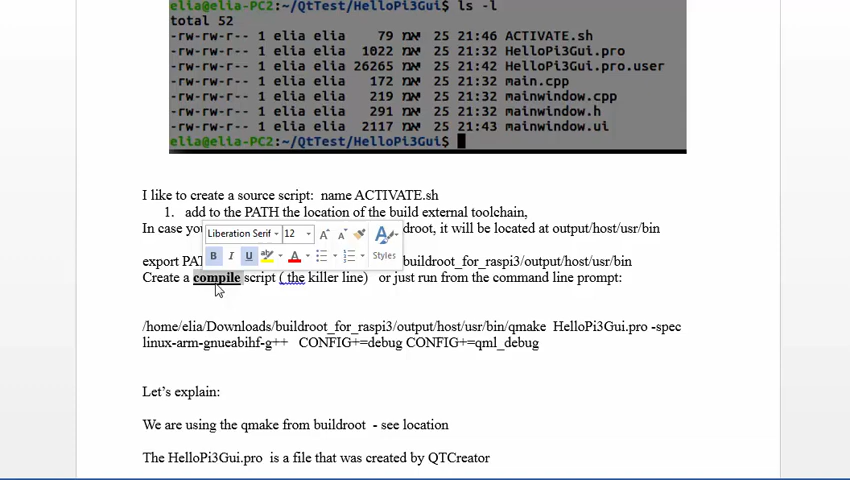 elia@elia-PC2:~/QtTest/HelloPi3Gui$ ls -l
total 52
-rw-rw-r-- 1 elia elia 79 אפר 25 21:46 ACTIVATE.sh
-rw-rw-r-- 1 elia elia 1022 אפר 25 21:32 HelloPi3Gui.pro
-rw-rw-r-- 1 elia elia 26265 אפר 25 21:42 HelloPi3Gui.pro.user
-rw-rw-r-- 1 elia elia 172 אפר 25 21:32 main.cpp
-rw-rw-r-- 1 elia elia 219 אפר 25 21:32 mainwindow.cpp
-rw-rw-r-- 1 elia elia 291 אפר 25 21:32 mainwindow.h
-rw-rw-r-- 1 elia elia 2117 אפר 25 21:43 mainwindow.ui
elia@elia-PC2:~/QtTest/HelloPi3Gui$
I like to create a source script: name ACTIVATE.sh
1. add to the PATH the location of the build external toolchain,
In case you droot, it will be located at output/host/usr/bin
Liberation Serif 12
B I U Styles
export PAT buildroot_for_raspi3/output/host/usr/bin
Create a compile script ( the killer line) or just run from the command line prompt:
/home/elia/Downloads/buildroot_for_raspi3/output/host/usr/bin/qmake HelloPi3Gui.pro -spec
linux-arm-gnueabihf-g++ CONFIG+=debug CONFIG+=qml_debug
Let's explain:
We are using the qmake from buildroot - see location
The HelloPi3Gui.pro is a file that was created by QTCreator